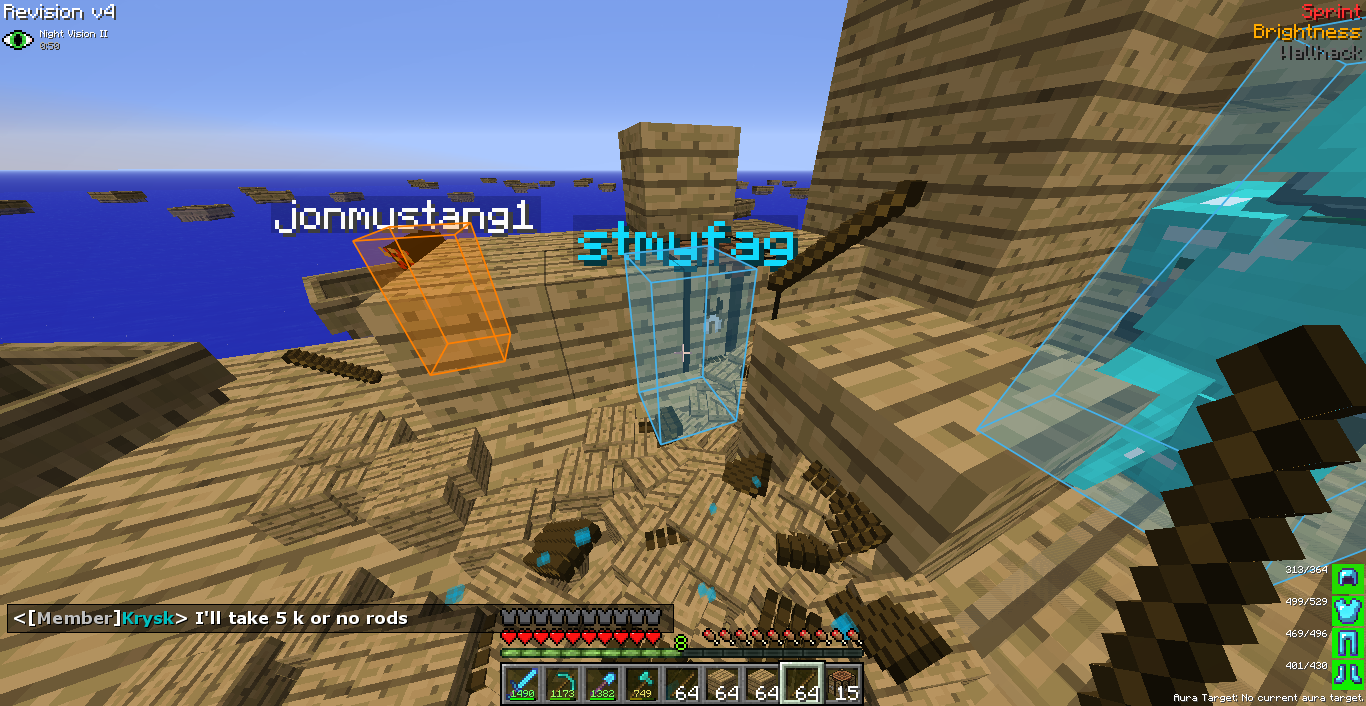 Revision v4
Night Vision II
0:50
Sprint
Brightness
Wallhack
jonmustang1
stmyfag
<[Member]Krysk> I'll take 5 k or no rods
8
1490
1173
1382
749
64
64
64
64
15
313/364
499/529
469/496
401/430
Aura Target: No current aura target.